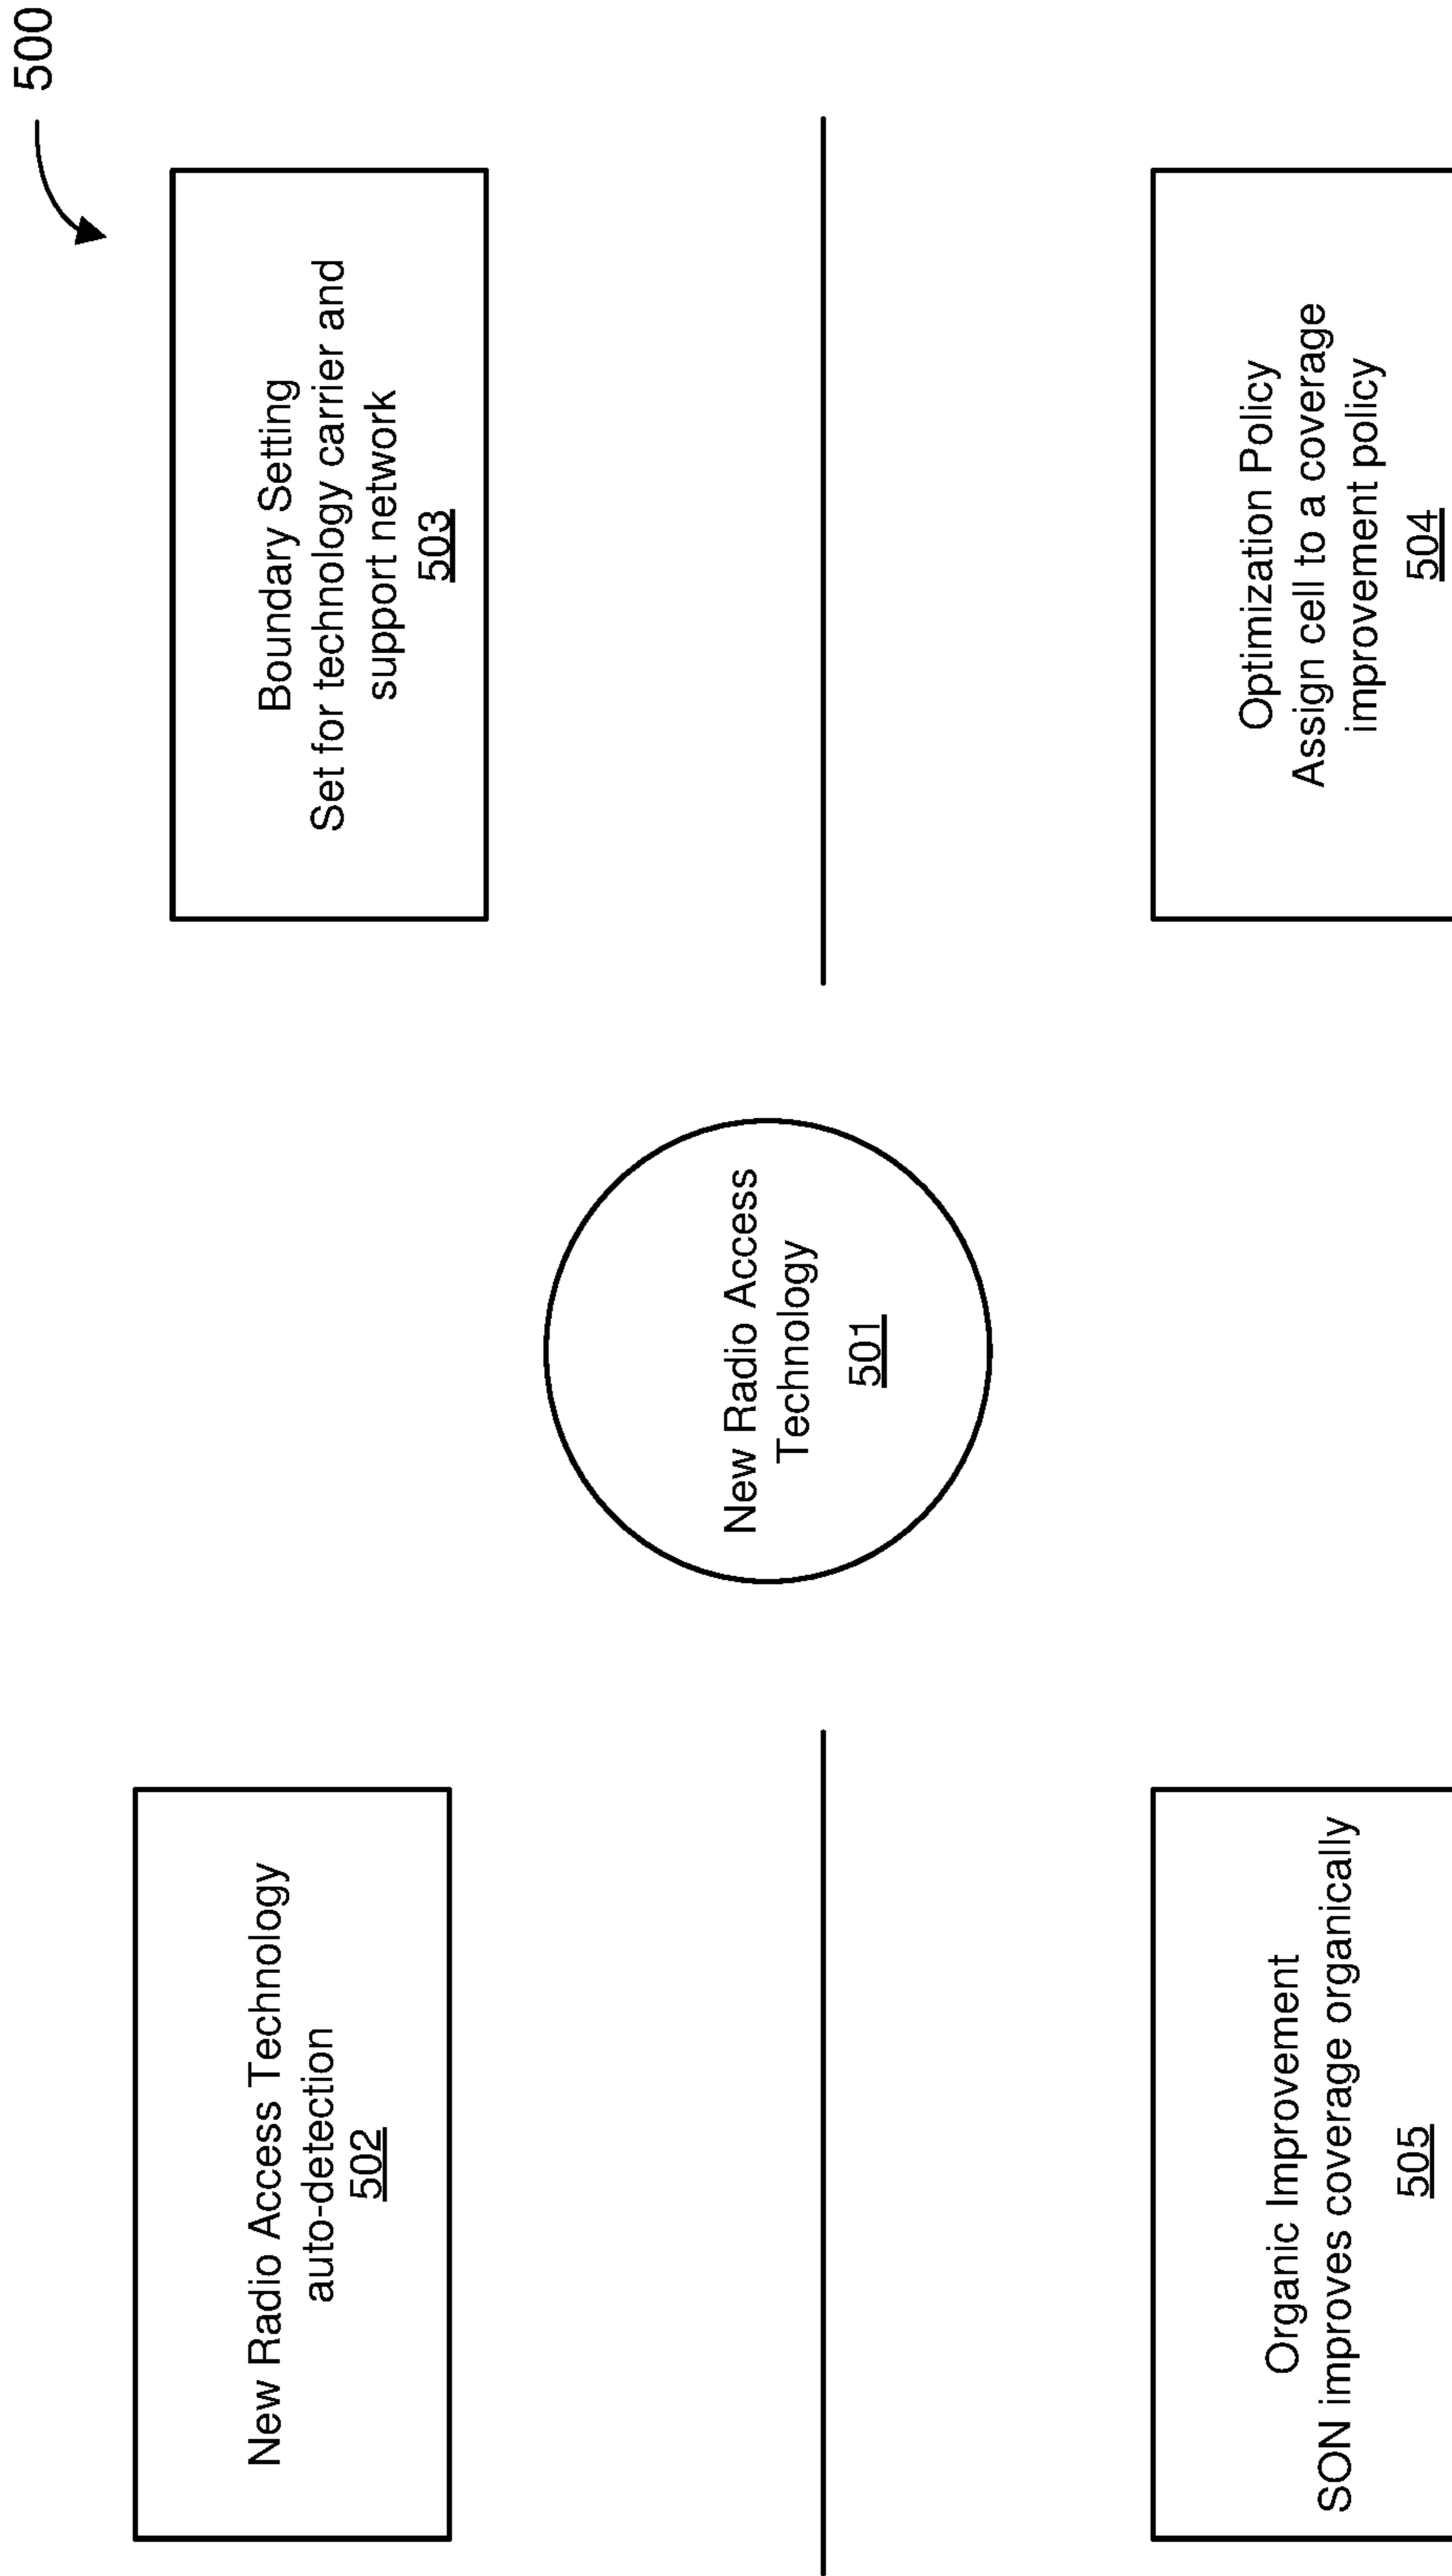 500
New Radio Access Technology
auto-detection
502
Boundary Setting
Set for technology carrier and
support network
503
New Radio Access
Technology
501
Organic Improvement
SON improves coverage organically
505
Optimization Policy
Assign cell to a coverage
improvement policy
504